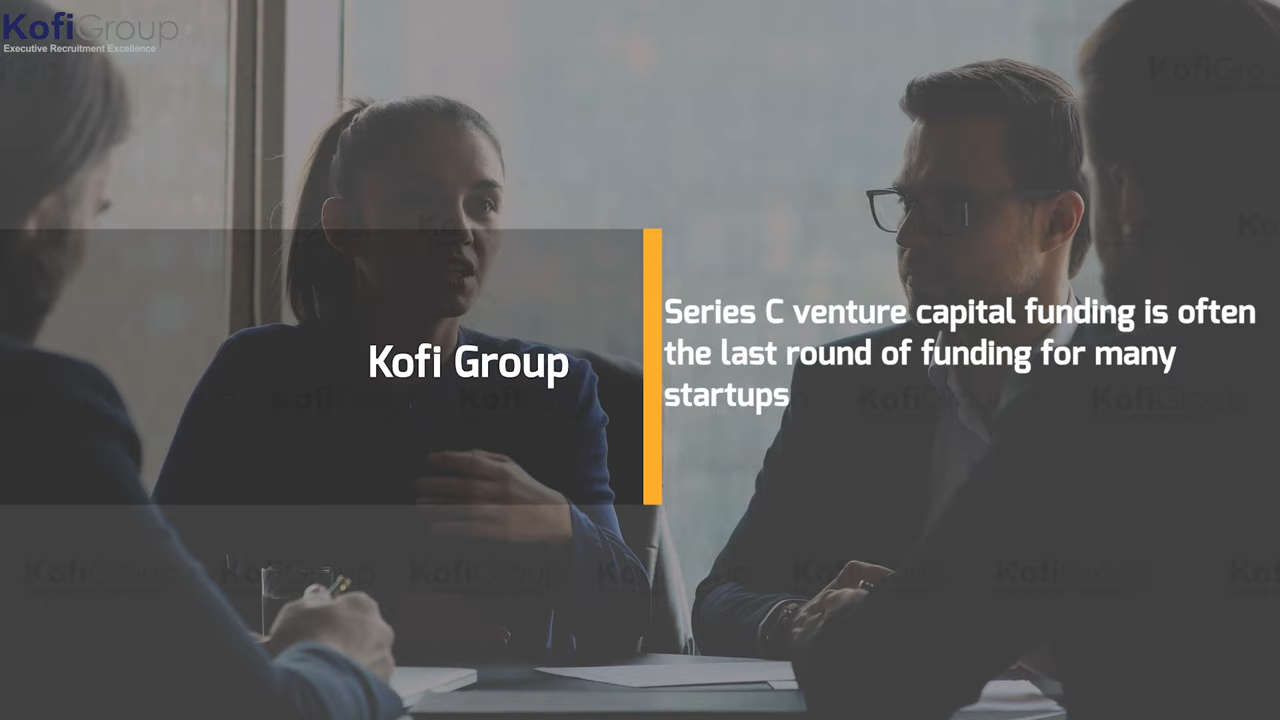 KofiGroup
Executive Recruitment Excellence
Kofi Group
Series C venture capital funding is often
the last round of funding for many
startups